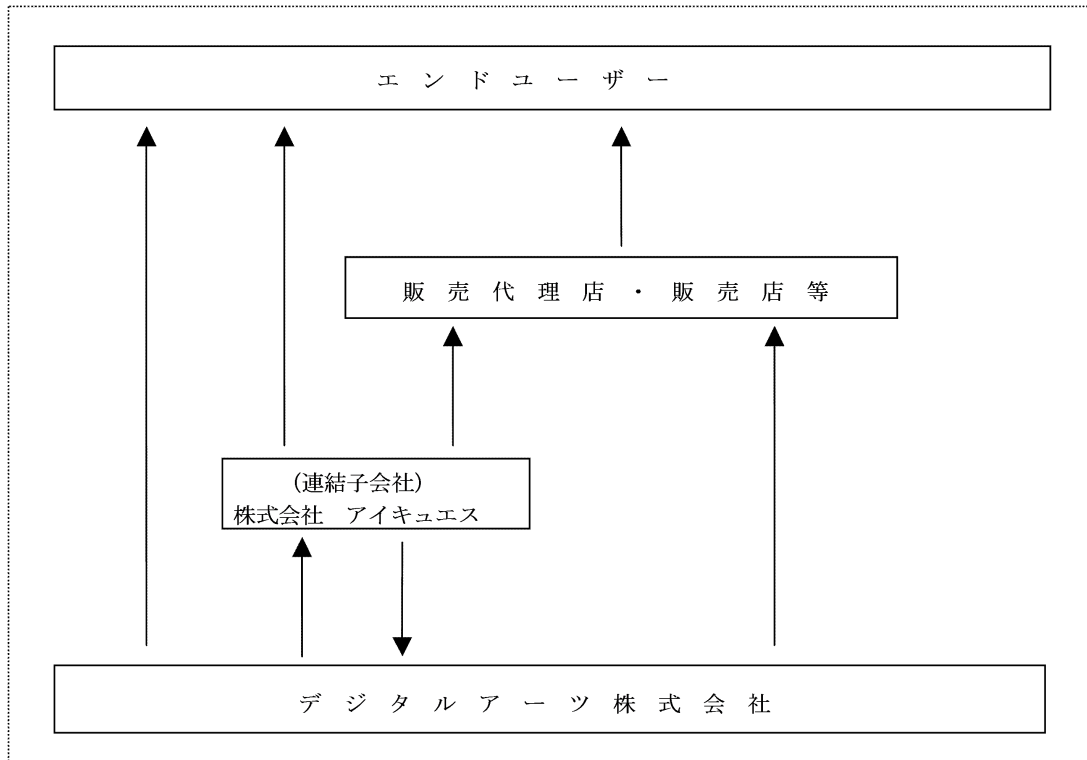 エンドユーザー
販売代理店・販売店等
(連結子会社)
株式会社　アイキュエス
デジタルアーツ株式会社